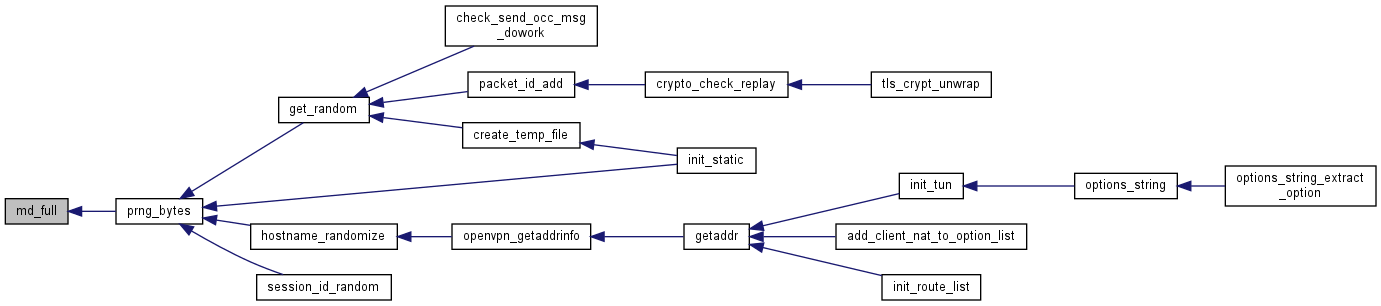 check_send_occ_msg
_dowork
packet_id_add
crypto_check_replay
tls_crypt_unwrap
get_random
create_temp_file
init_static
init_tun
options_string
options_string_extract
_option
md_full
prng_bytes
hostname_randomize
openvpn_getaddrinfo
getaddr
add_client_nat_to_option_list
session_id_random
init_route_list